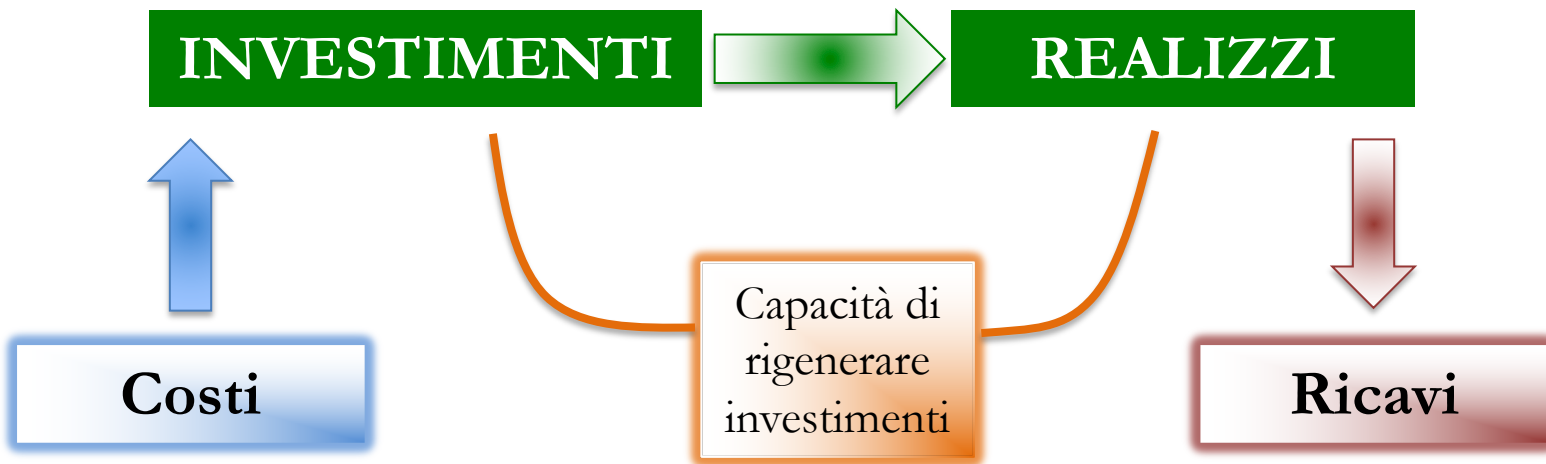 INVESTIMENTI
REALIZZI
Capacità di
rigenerare
investimenti
Costi
Ricavi